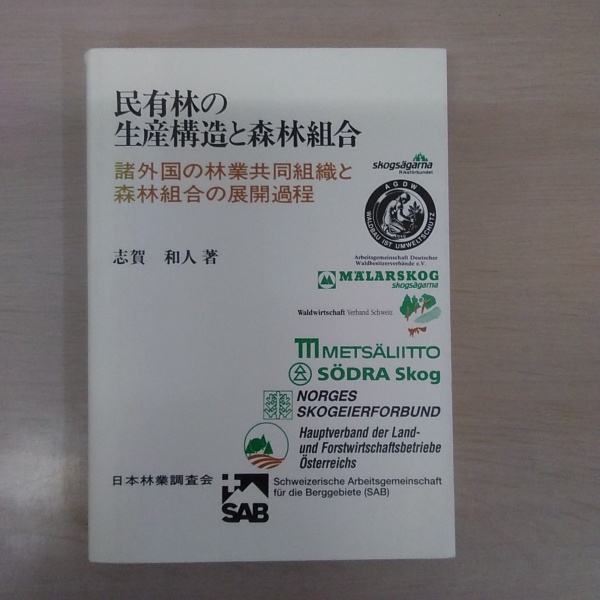 民有林の
生産構造と森林組合
諸外国の林業共同組織と
森林組合の展開過程
志賀 和人 著
skogsägarna
Riksförbundet
AGDW
WALDBAU IST UMWELTSCHUTZ
Arbeitsgemeinschaft Deutscher
Waldbesitzerverbände e.V.
MÄLARSKOG
skogsägarna
Waldwirtschaft Verband Schweiz
METSÄLIITTO
SÖDRA Skog
NORGES
SKOGEIERFORBUND
Hauptverband der Land-
und Forstwirtschaftsbetriebe
Österreichs
日本林業調査会
SAB
Schweizerische Arbeitsgemeinschaft
für die Berggebiete (SAB)